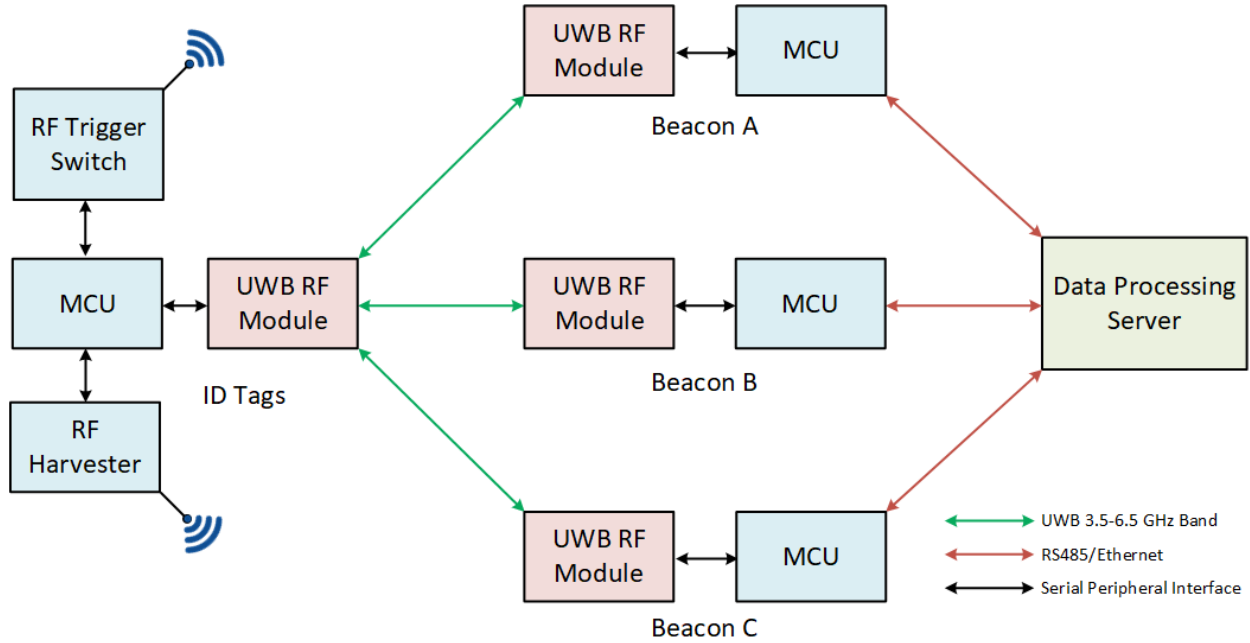 UWB RF
Module
MCU
Beacon A
RF Trigger
Switch
MCU
UWB RF
Module
ID Tags
RF
Harvester
UWB RF
Module
MCU
Beacon B
Data Processing
Server
UWB RF
Module
MCU
Beacon C
UWB 3.5-6.5 GHz Band
RS485/Ethernet
Serial Peripheral Interface